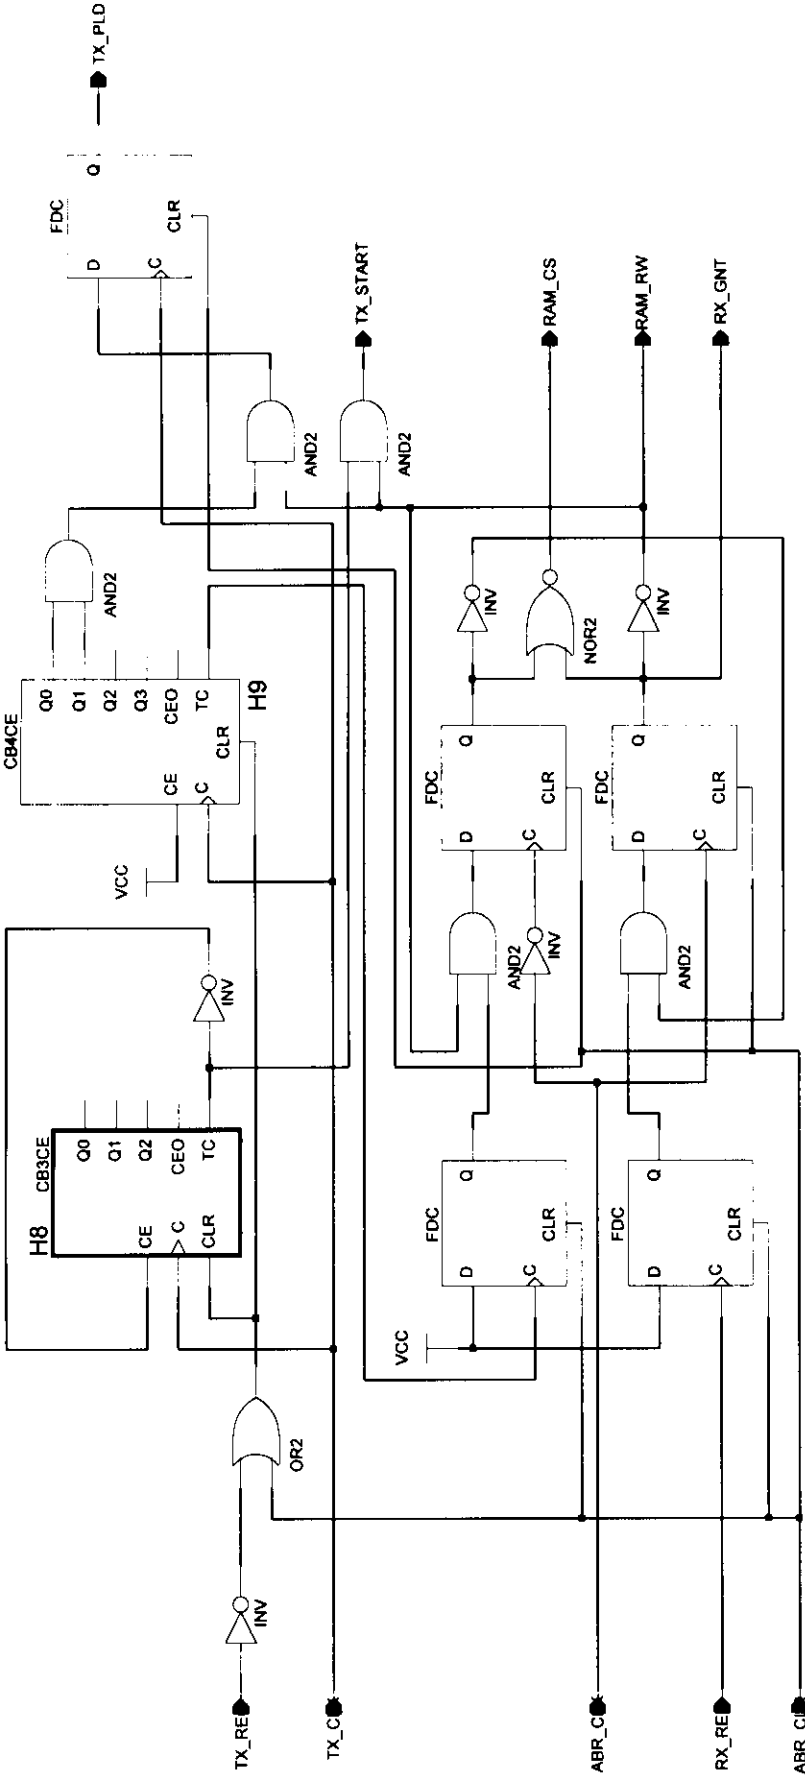 CB4CE
H8
CB3CE
CE
Q0
Q1
Q2
CEO
TC
C
CLR
INV
VCC
CE
C
CLR
Q0
Q1
Q2
Q3
CEO
TC
H9
AND2
FDC
D
Q
C
CLR
TX_PLD
TX_RE
INV
OR2
AND2
TX_C
TX_START
AND2
VCC
FDC
D
Q
C
CLR
AND2
INV
FDC
D
Q
C
CLR
INV
NOR2
RAM_CS
ABR_C
FDC
D
Q
C
CLR
AND2
FDC
D
Q
C
CLR
INV
RAM_RW
RX_RE
RX_GNT